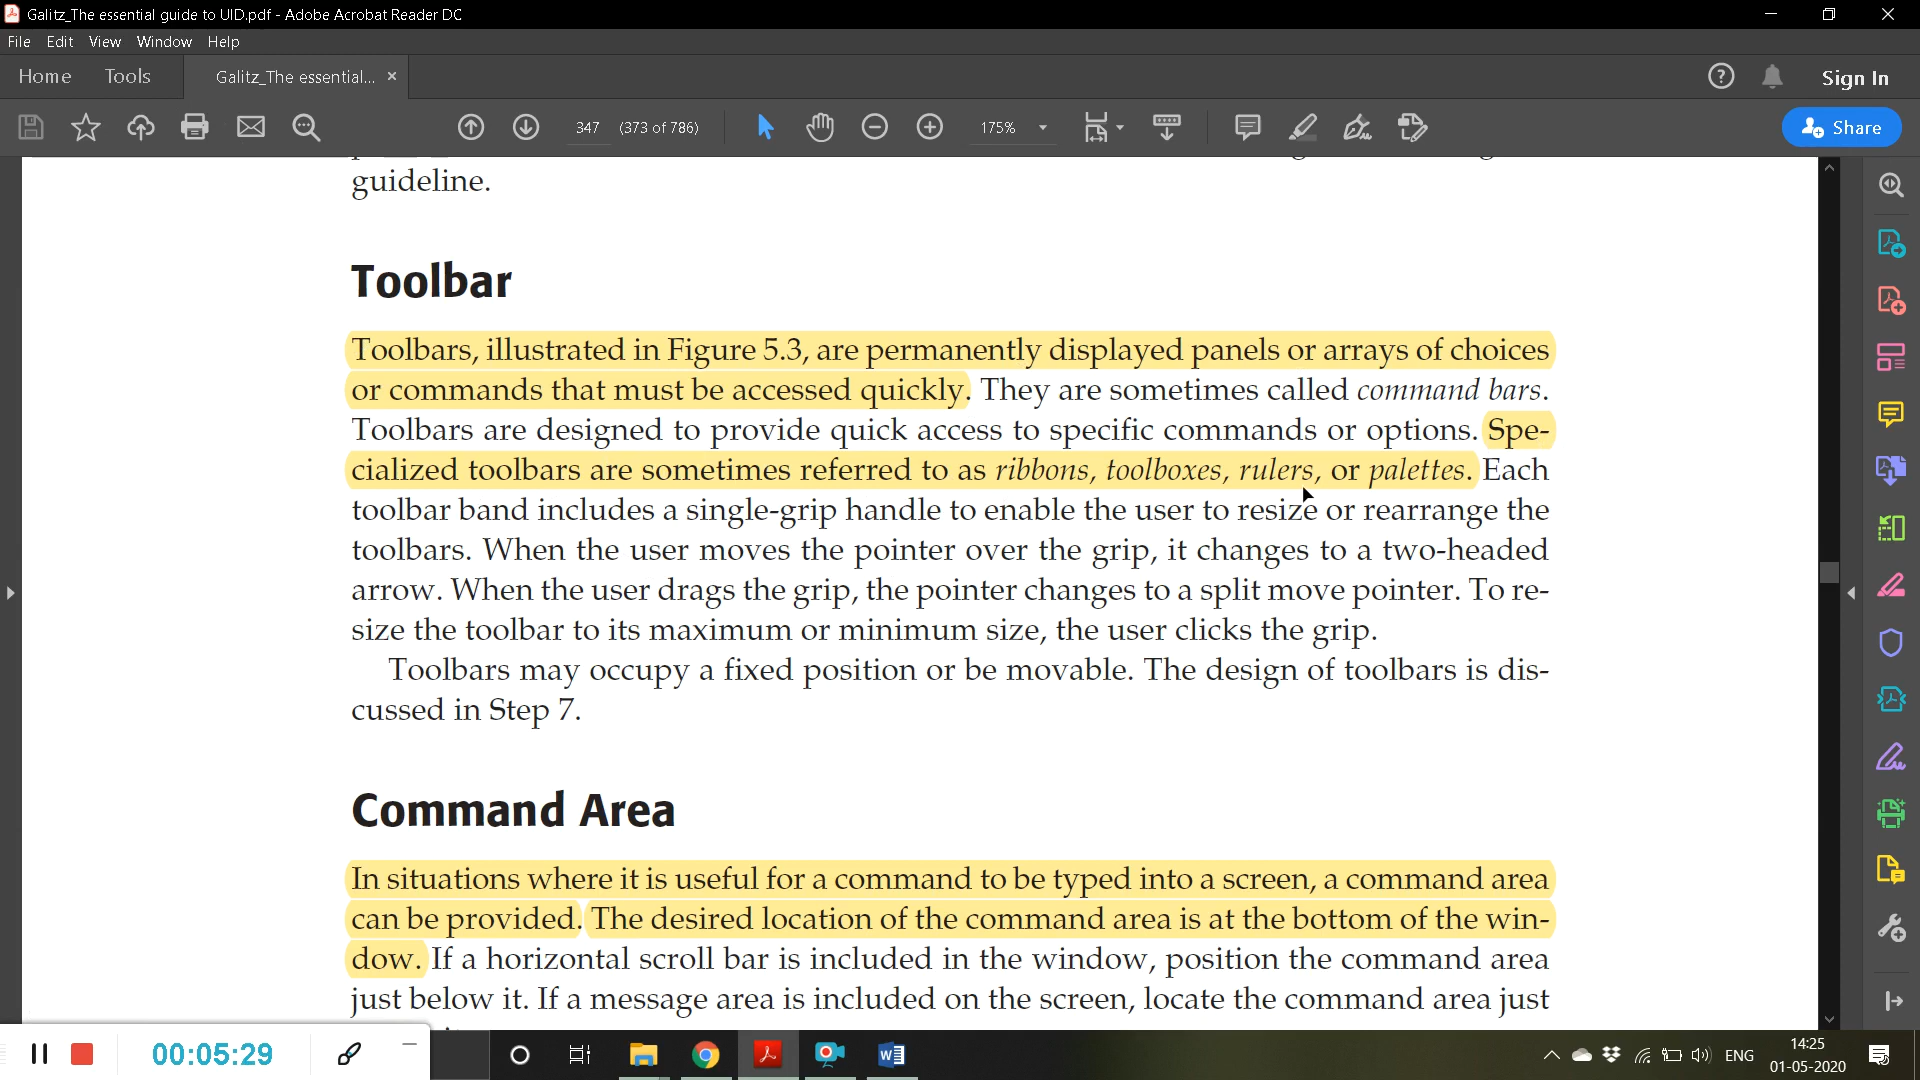 Galitz_The essential guide to UID.pdf - Adobe Acrobat Reader DC
File Edit View Window Help
Home Tools Galitz_The essential... × Sign In
347 (373 of 786) 175% Share
guideline.
Toolbar
Toolbars, illustrated in Figure 5.3, are permanently displayed panels or arrays of choices
or commands that must be accessed quickly. They are sometimes called command bars.
Toolbars are designed to provide quick access to specific commands or options. Spe-
cialized toolbars are sometimes referred to as ribbons, toolboxes, rulers, or palettes. Each
toolbar band includes a single-grip handle to enable the user to resize or rearrange the
toolbars. When the user moves the pointer over the grip, it changes to a two-headed
arrow. When the user drags the grip, the pointer changes to a split move pointer. To re-
size the toolbar to its maximum or minimum size, the user clicks the grip.
Toolbars may occupy a fixed position or be movable. The design of toolbars is dis-
cussed in Step 7.
Command Area
In situations where it is useful for a command to be typed into a screen, a command area
can be provided. The desired location of the command area is at the bottom of the win-
dow. If a horizontal scroll bar is included in the window, position the command area
just below it. If a message area is included on the screen, locate the command area just
00:05:29
ENG
14:25
01-05-2020